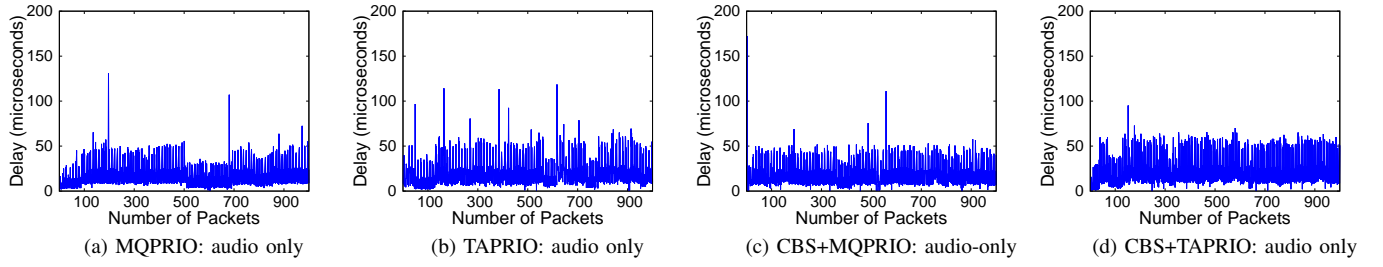 Delay (microseconds)
200
150
100
50
0
100 300 500 700 900
Number of Packets
(a) MQPRIO: audio only
Delay (microseconds)
200
150
100
50
0
100 300 500 700 900
Number of Packets
(b) TAPRIO: audio only
Delay (microseconds)
200
150
100
50
0
100 300 500 700 900
Number of Packets
(c) CBS+MQPRIO: audio-only
Delay (microseconds)
200
150
100
50
0
100 300 500 700 900
Number of Packets
(d) CBS+TAPRIO: audio only